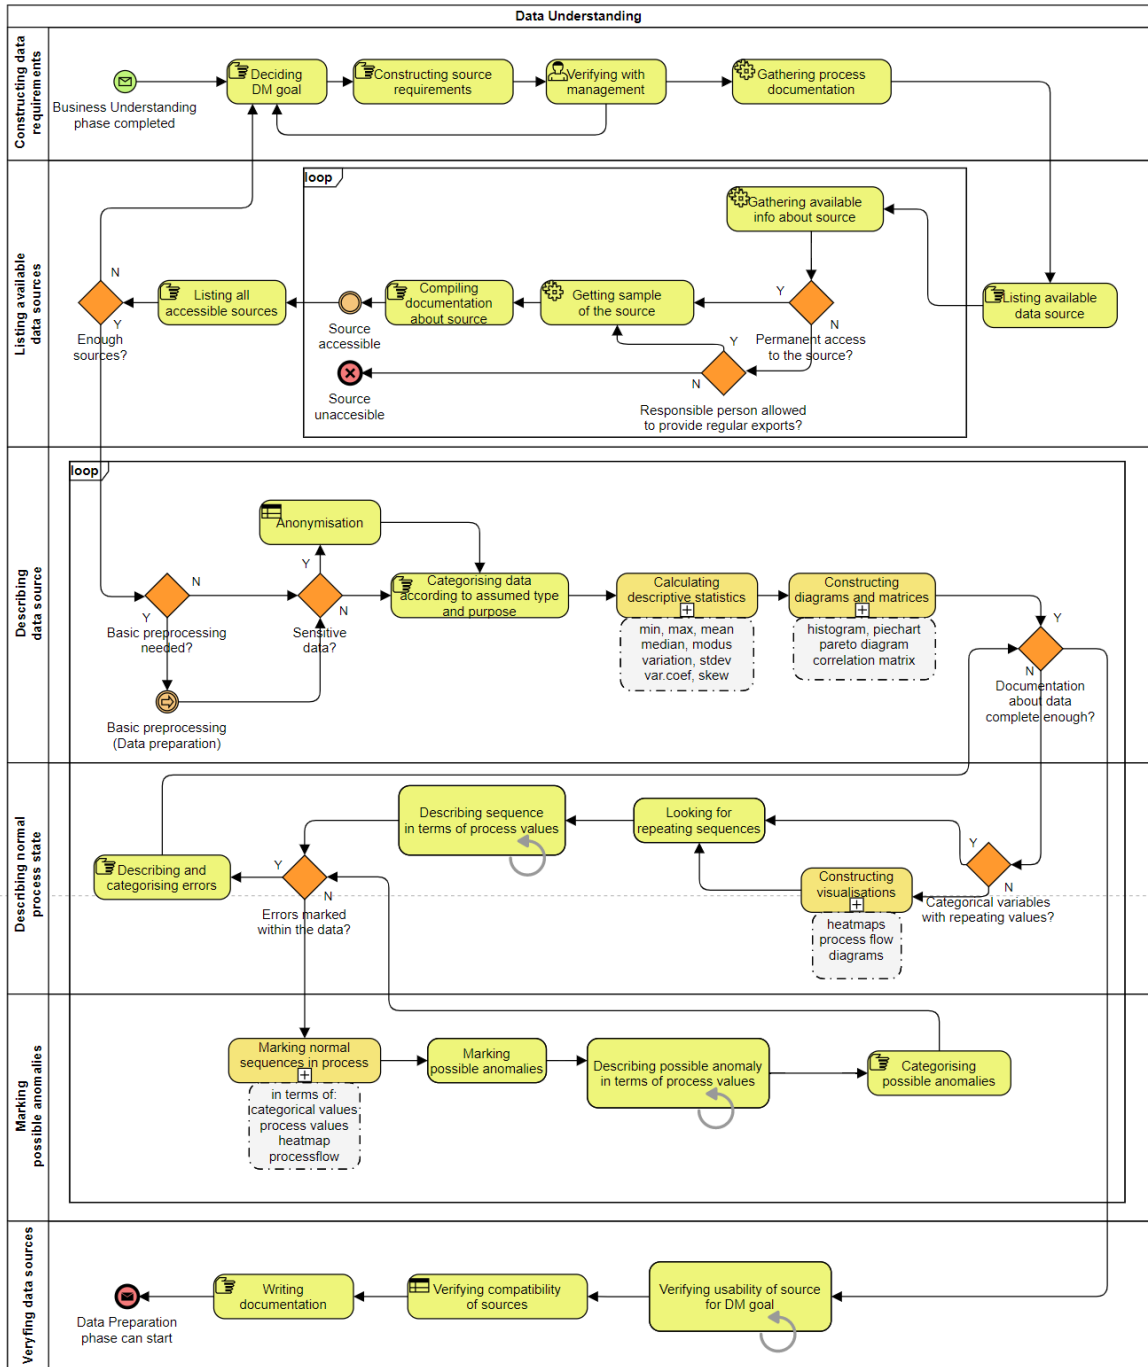 Data Understanding
Constructing data
requirements
Business Understanding
phase completed
Deciding
DM goal
Constructing source
requirements
Verifying with
management
Gathering process
documentation
Listing available
data sources
loop
Gathering available
info about source
Listing available
data source
Y
N
Permanent access
to the source?
Getting sample
of the source
Compiling
documentation
about source
Source
accessible
Listing all
accessible sources
N
Y
Enough
sources?
Y
N
Responsible person allowed
to provide regular exports?
Source
unaccesible
Describing
data source
loop
Anonymisation
Y
N
Sensitive
data?
N
Y
Basic preprocessing
needed?
Basic preprocessing
(Data preparation)
Categorising data
according to assumed type
and purpose
Calculating
descriptive statistics
min, max, mean
median, modus
variation, stdev
var.coef, skew
Constructing
diagrams and matrices
histogram, piechart
pareto diagram
correlation matrix
Y
N
Documentation
about data
complete enough?
Describing normal
process state
Describing sequence
in terms of process values
Looking for
repeating sequences
Y
N
Categorical variables
with repeating values?
Constructing
visualisations
heatmaps
process flow
diagrams
Describing and
categorising errors
Y
N
Errors marked
within the data?
Marking
possible anomalies
Marking normal
sequences in process
in terms of:
categorical values
process values
heatmap
processflow
Marking
possible anomalies
Describing possible anomaly
in terms of process values
Categorising
possible anomalies
Veryfing data sources
Data Preparation
phase can start
Writing
documentation
Verifying compatibility
of sources
Verifying usability of source
for DM goal